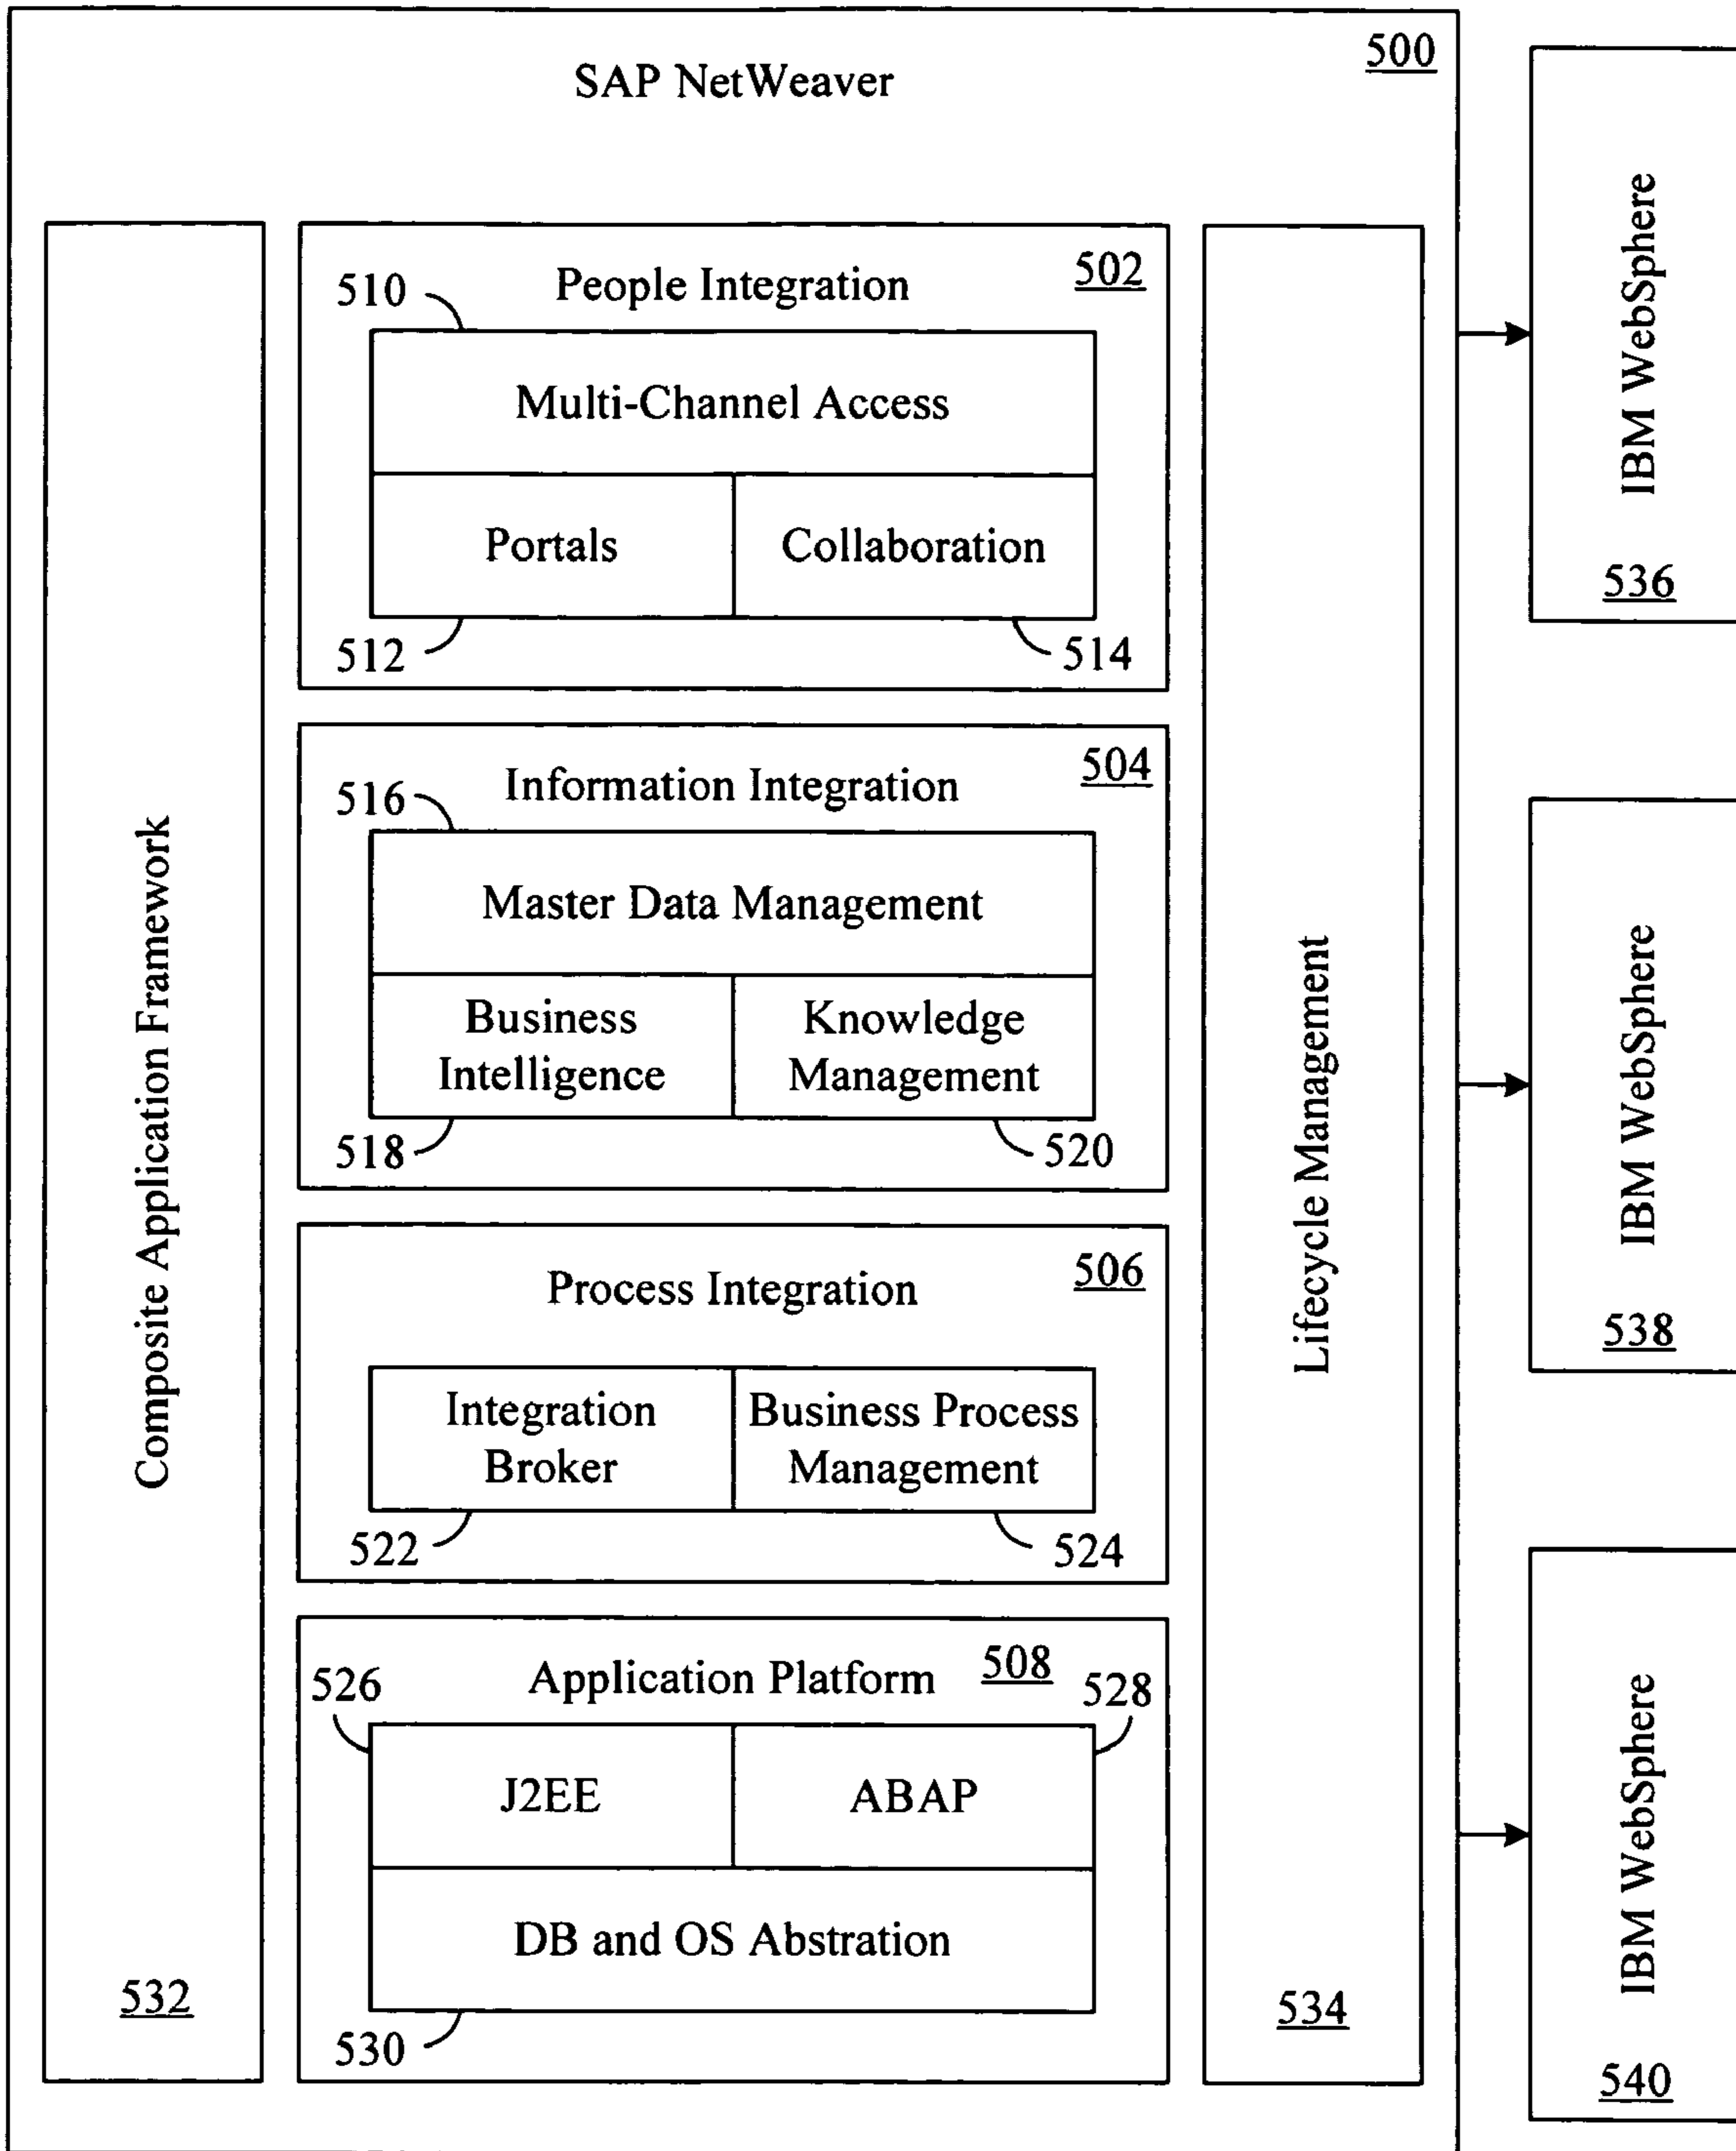 500
SAP NetWeaver
Composite Application Framework
532
502
People Integration
510
Multi-Channel Access
Portals
Collaboration
512
514
504
Information Integration
516
Master Data Management
Business
Intelligence
Knowledge
Management
518
520
506
Process Integration
Integration
Broker
Business Process
Management
522
524
Application Platform
508
526
528
J2EE
ABAP
DB and OS Abstration
530
Lifecycle Management
534
IBM WebSphere
536
IBM WebSphere
538
IBM WebSphere
540